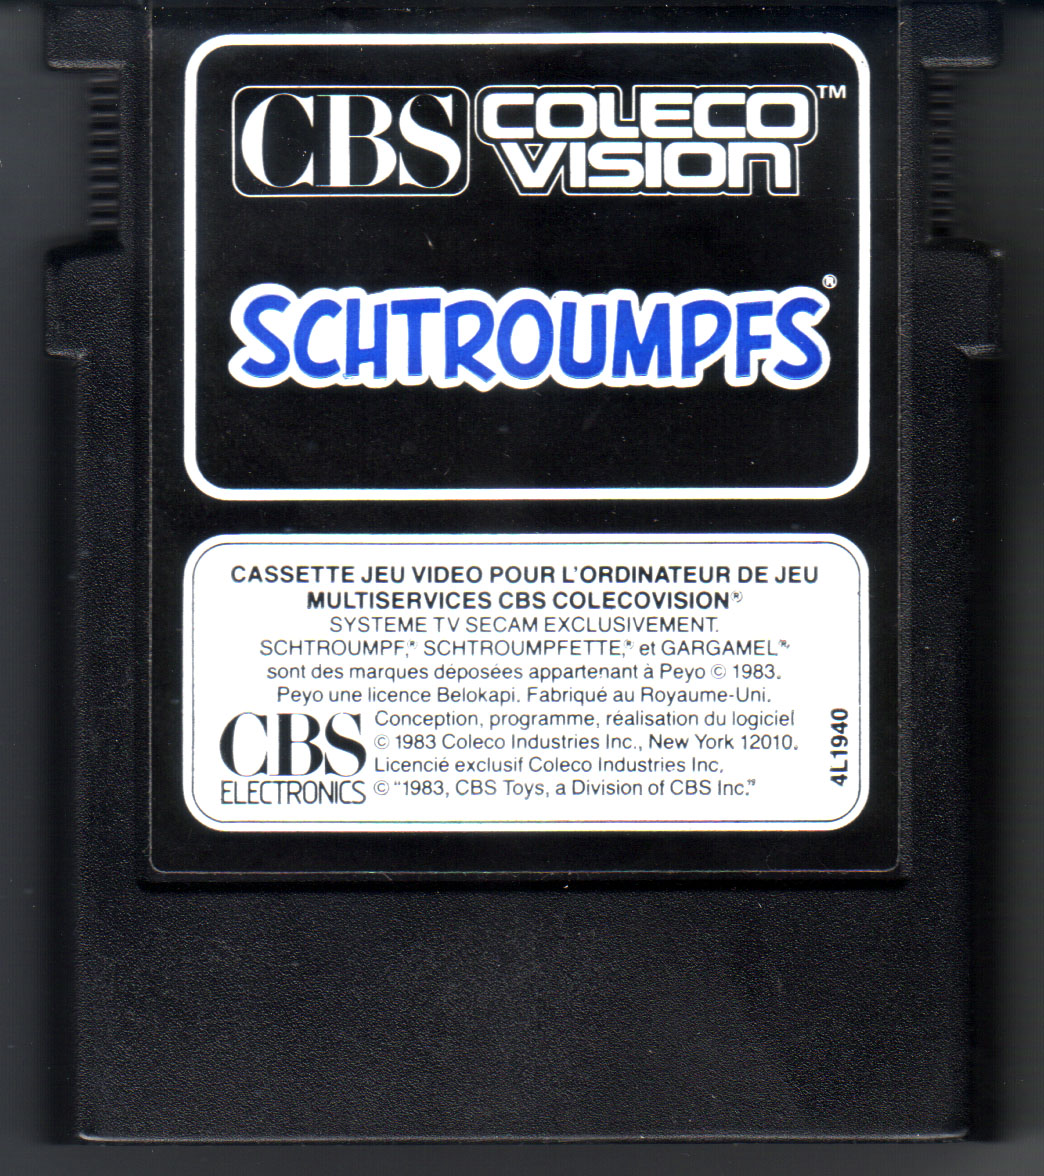 CBS COLECO VISION™
SCHTROUMPFS®
CASSETTE JEU VIDEO POUR L'ORDINATEUR DE JEU
MULTISERVICES CBS COLECOVISION®
SYSTEME TV SECAM EXCLUSIVEMENT.
SCHTROUMPF,® SCHTROUMPFETTE,® et GARGAMEL®
sont des marques déposées appartenant à Peyo © 1983.
Peyo une licence Belokapi. Fabriqué au Royaume-Uni.
CBS ELECTRONICS
Conception, programme, réalisation du logiciel
© 1983 Coleco Industries Inc., New York 12010.
Licencié exclusif Coleco Industries Inc,
© "1983, CBS Toys, a Division of CBS Inc."
4L1940